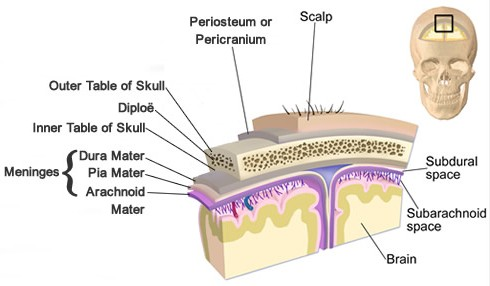 Periosteum or
Pericranium
Scalp
Outer Table of Skull
Diploë
Inner Table of Skull
Meninges
Dura Mater
Pia Mater
Arachnoid
Mater
Subdural
space
Subarachnoid
space
Brain